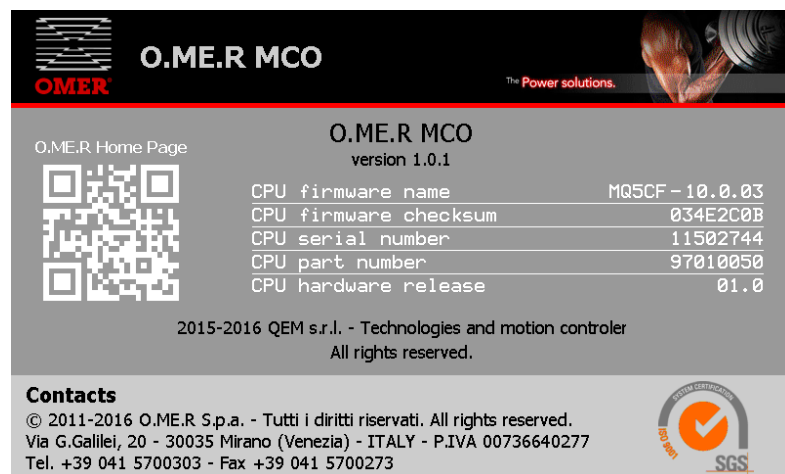 OMER
O.ME.R MCO
The Power solutions.
O.ME.R MCO
version 1.0.1
O.ME.R Home Page
CPU firmware name MQ5CF-10.0.03
CPU firmware checksum 034E2C0B
CPU serial number 11502744
CPU part number 97010050
CPU hardware release 01.0
2015-2016 QEM s.r.l. - Technologies and motion controler
All rights reserved.
Contacts
© 2011-2016 O.ME.R S.p.a. - Tutti i diritti riservati. All rights reserved.
Via G.Galilei, 20 - 30035 Mirano (Venezia) - ITALY - P.IVA 00736640277
Tel. +39 041 5700303 - Fax +39 041 5700273
SYSTEM CERTIFICATION
ISO 9001
SGS